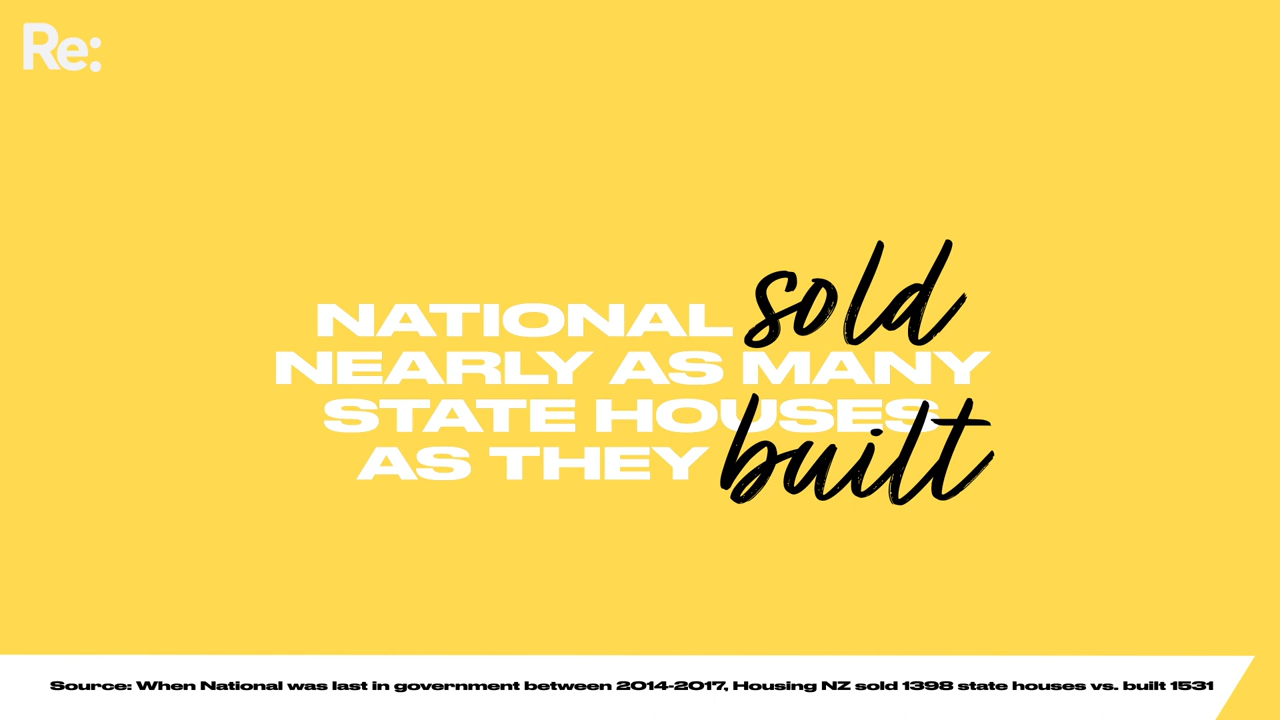 Re:
NATIONAL sold
NEARLY AS MANY
STATE HOUSES
AS THEY built
Source: When National was last in government between 2014-2017, Housing NZ sold 1398 state houses vs. built 1531